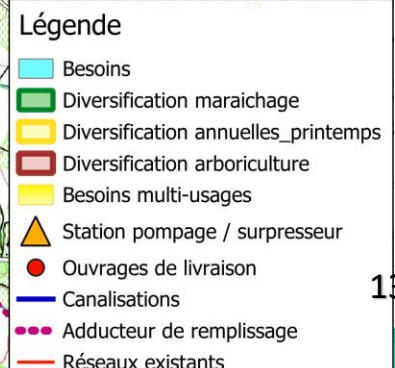 Légende
Besoins
Diversification maraichage
Diversification annuelles_printemps
Diversification arboriculture
Besoins multi-usages
Station pompage / surpresseur
Ouvrages de livraison
Canalisations
13
Adducteur de remplissage
Réseaux existants